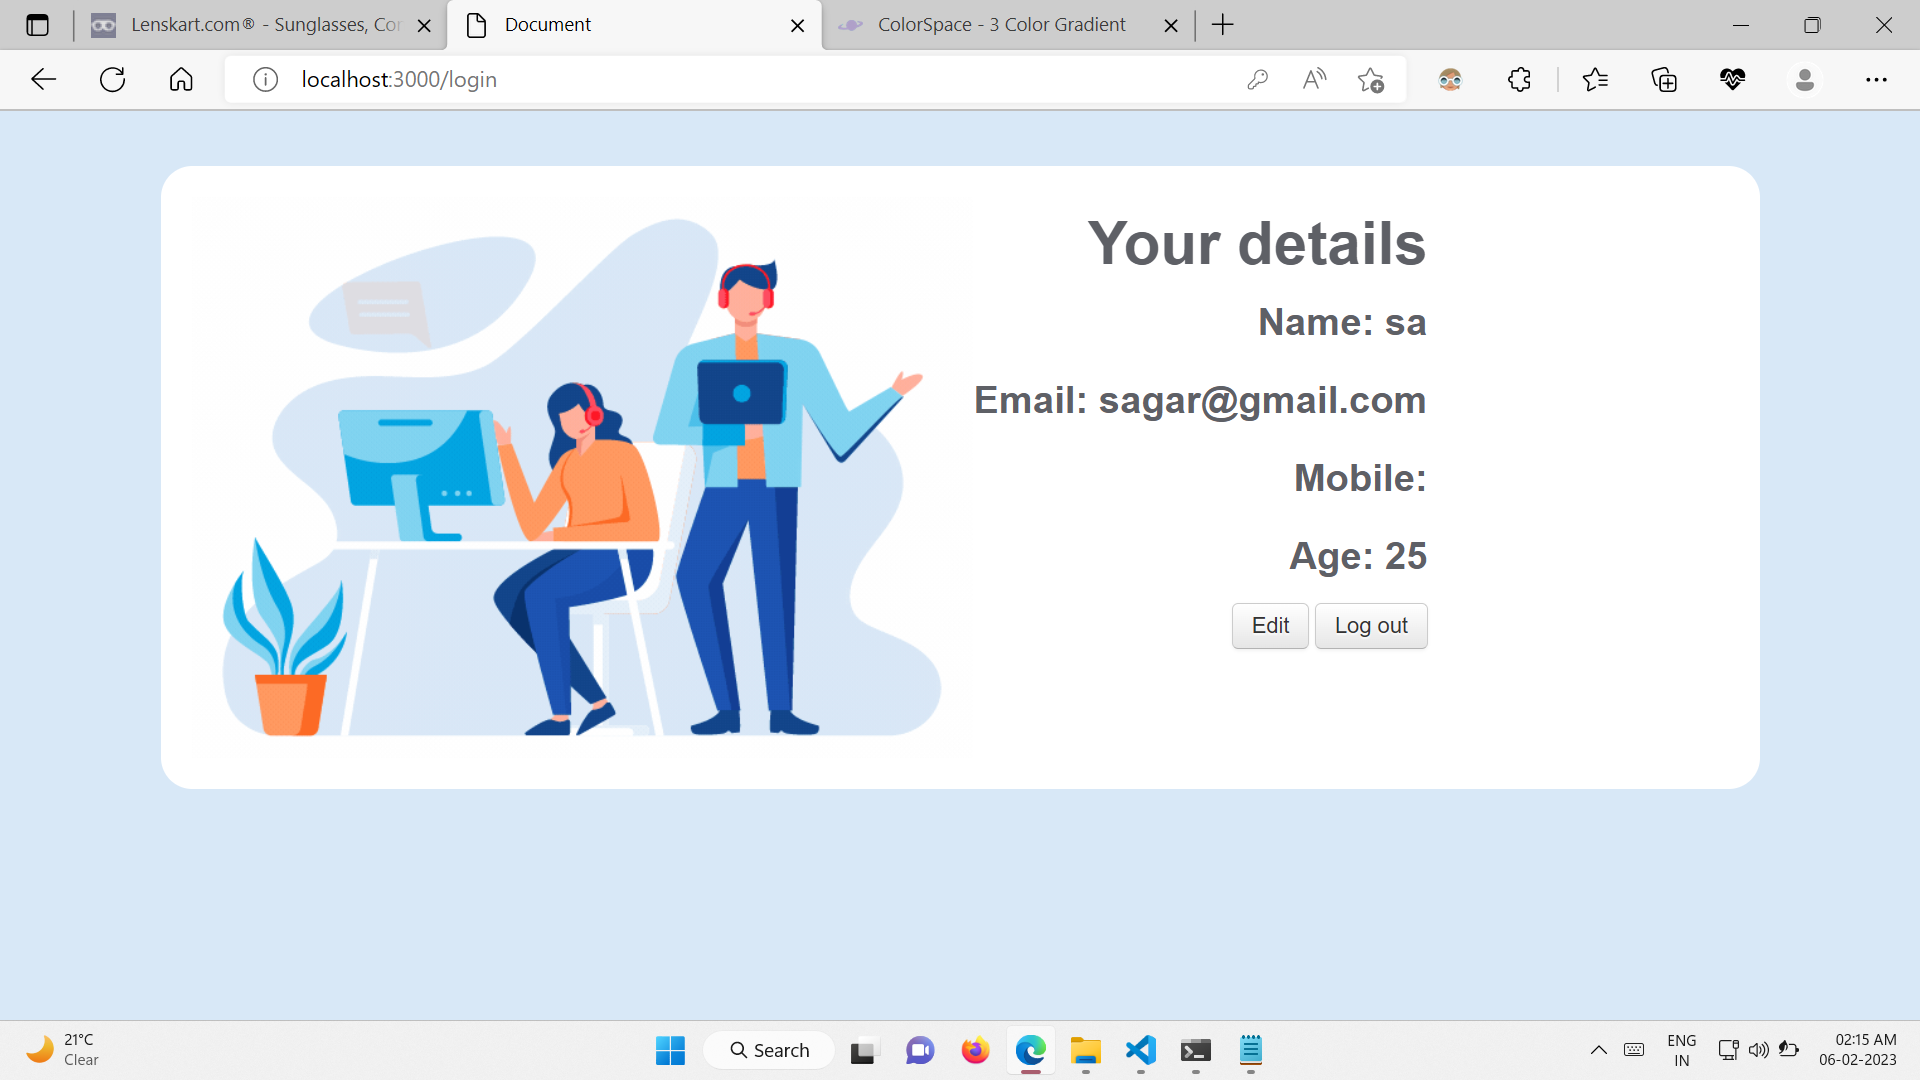 Lenskart.com® - Sunglasses, Cor
Document
ColorSpace - 3 Color Gradient
localhost:3000/login
Your details
Name: sa
Email: sagar@gmail.com
Mobile:
Age: 25
Edit
Log out
21°C
Clear
Search
ENG
IN
02:15 AM
06-02-2023